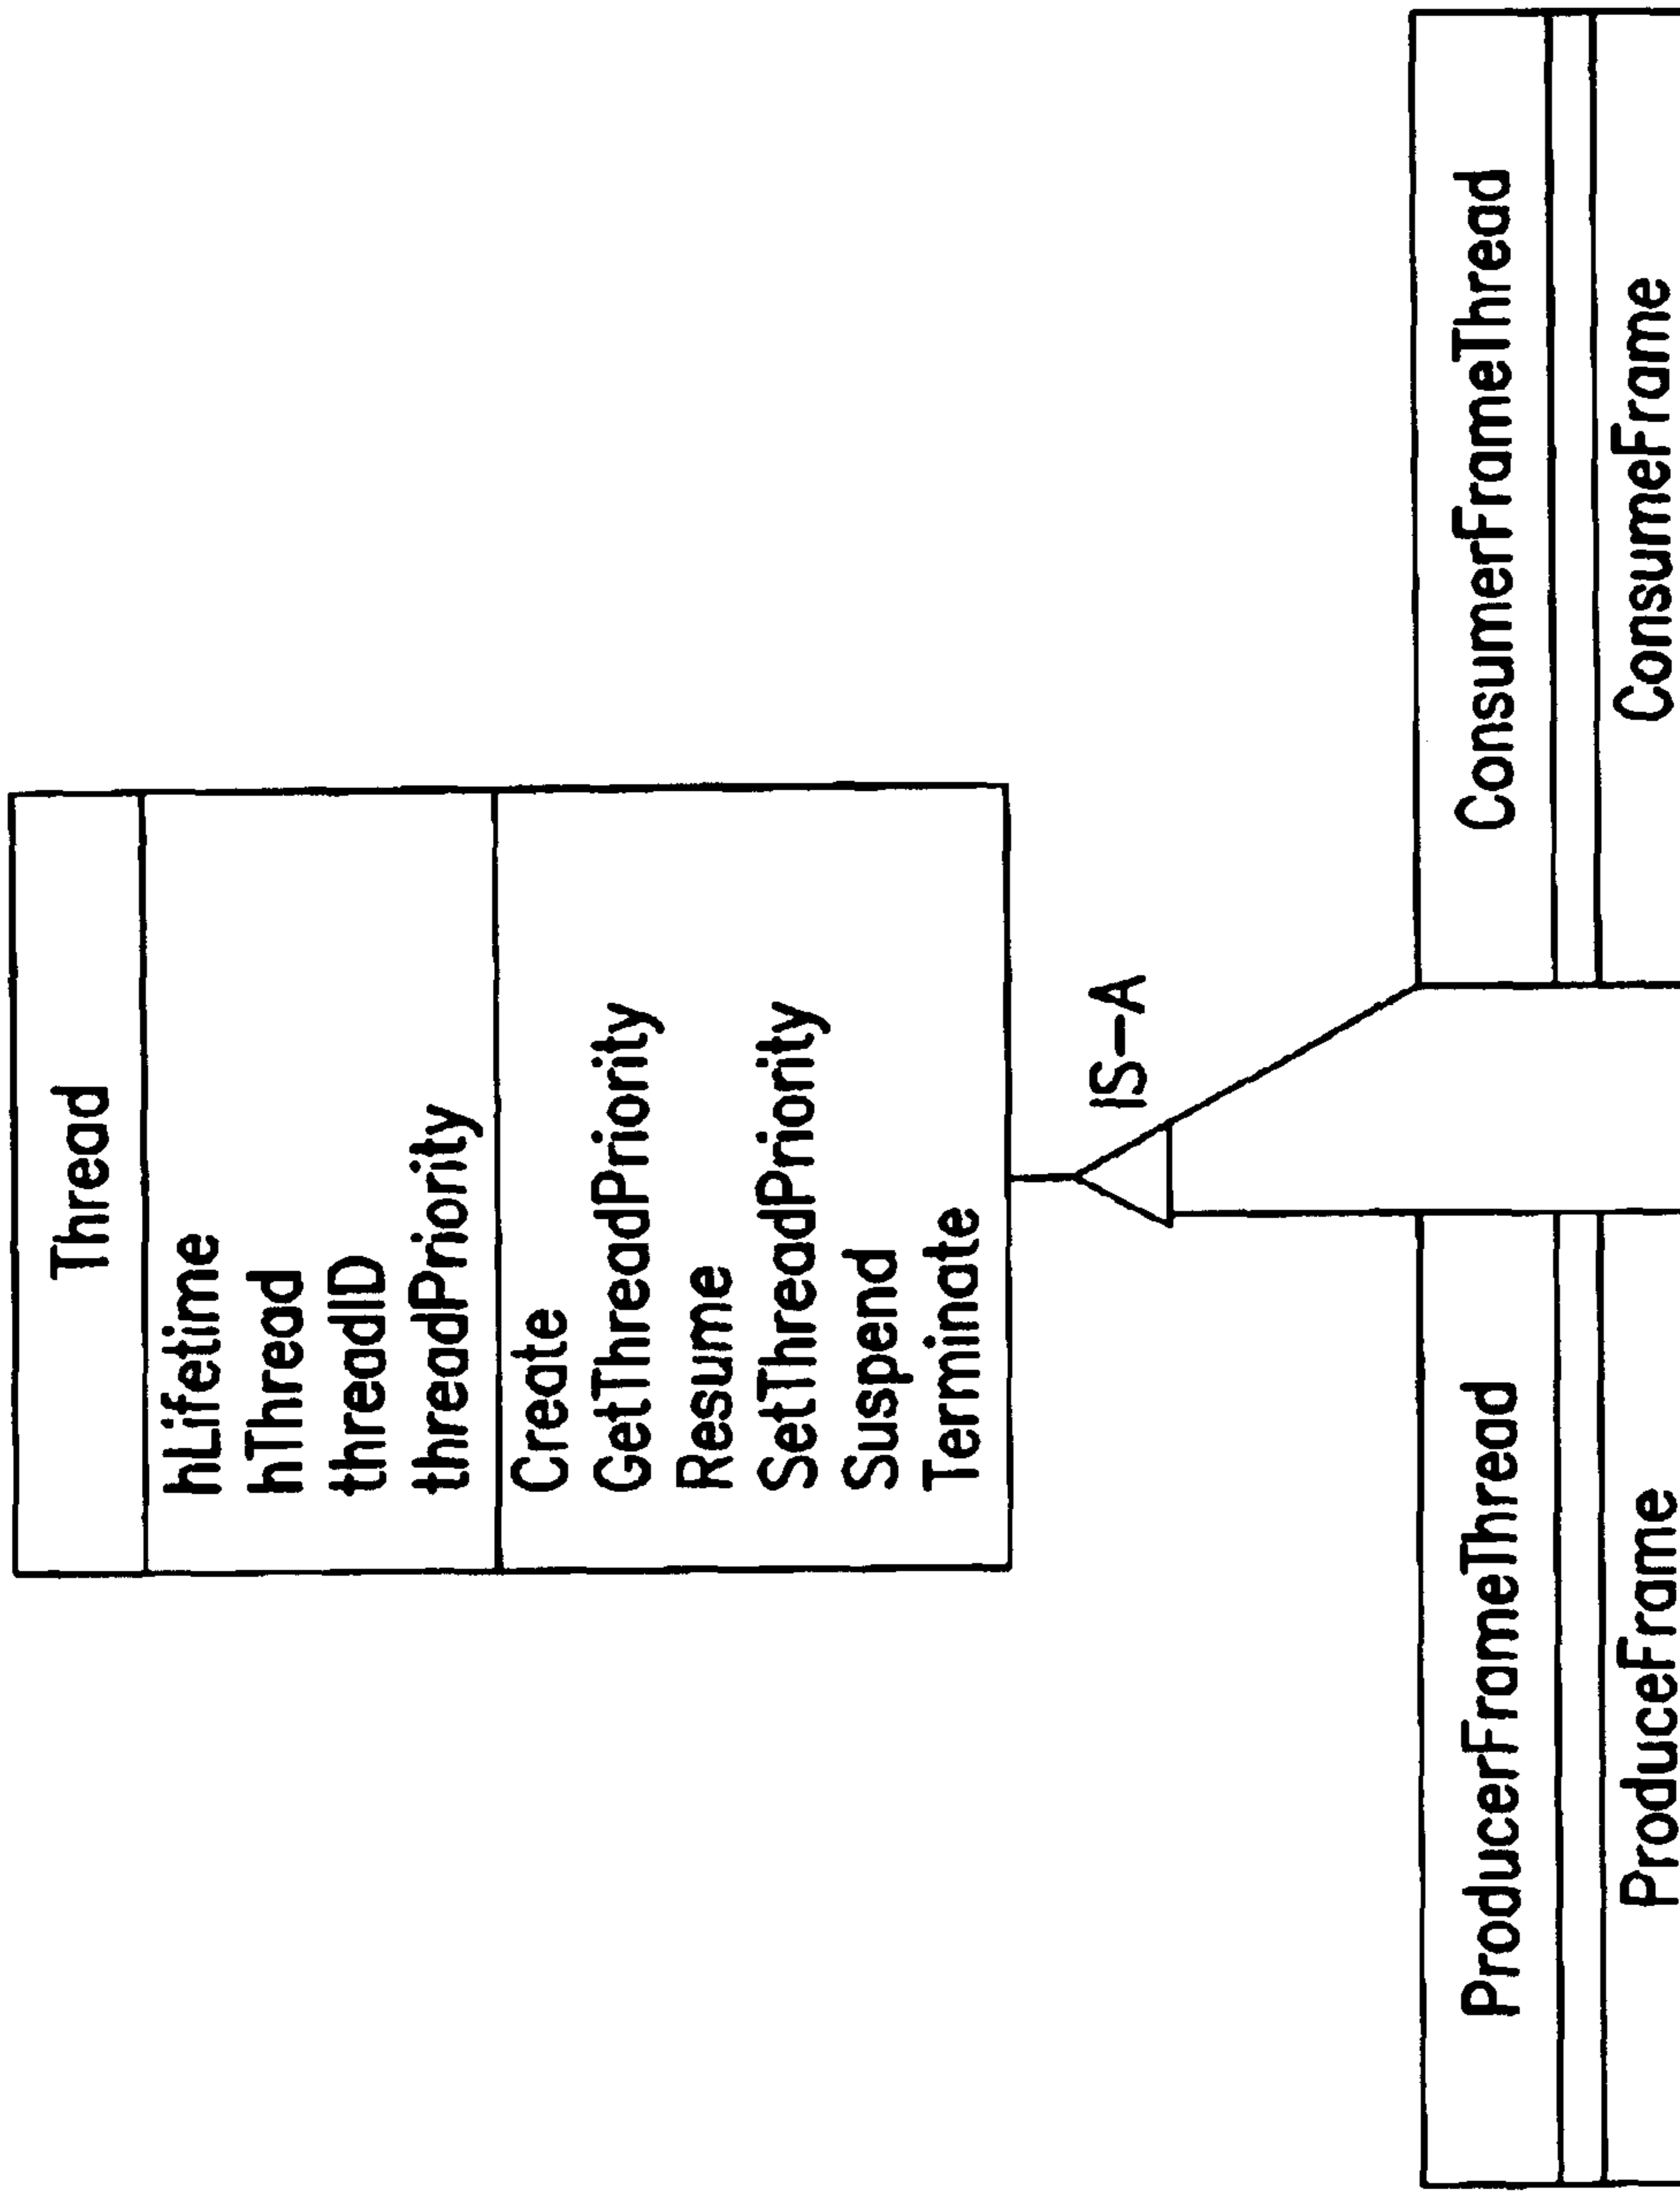 Thread
hLifetime
hThread
threadID
threadPriority
Create
GetThreadPriority
Resume
SetThreadPriority
Suspend
Terminate
IS-A
ProducerFrameThread
ProduceFrame
ConsumerFrameThread
ConsumeFrame